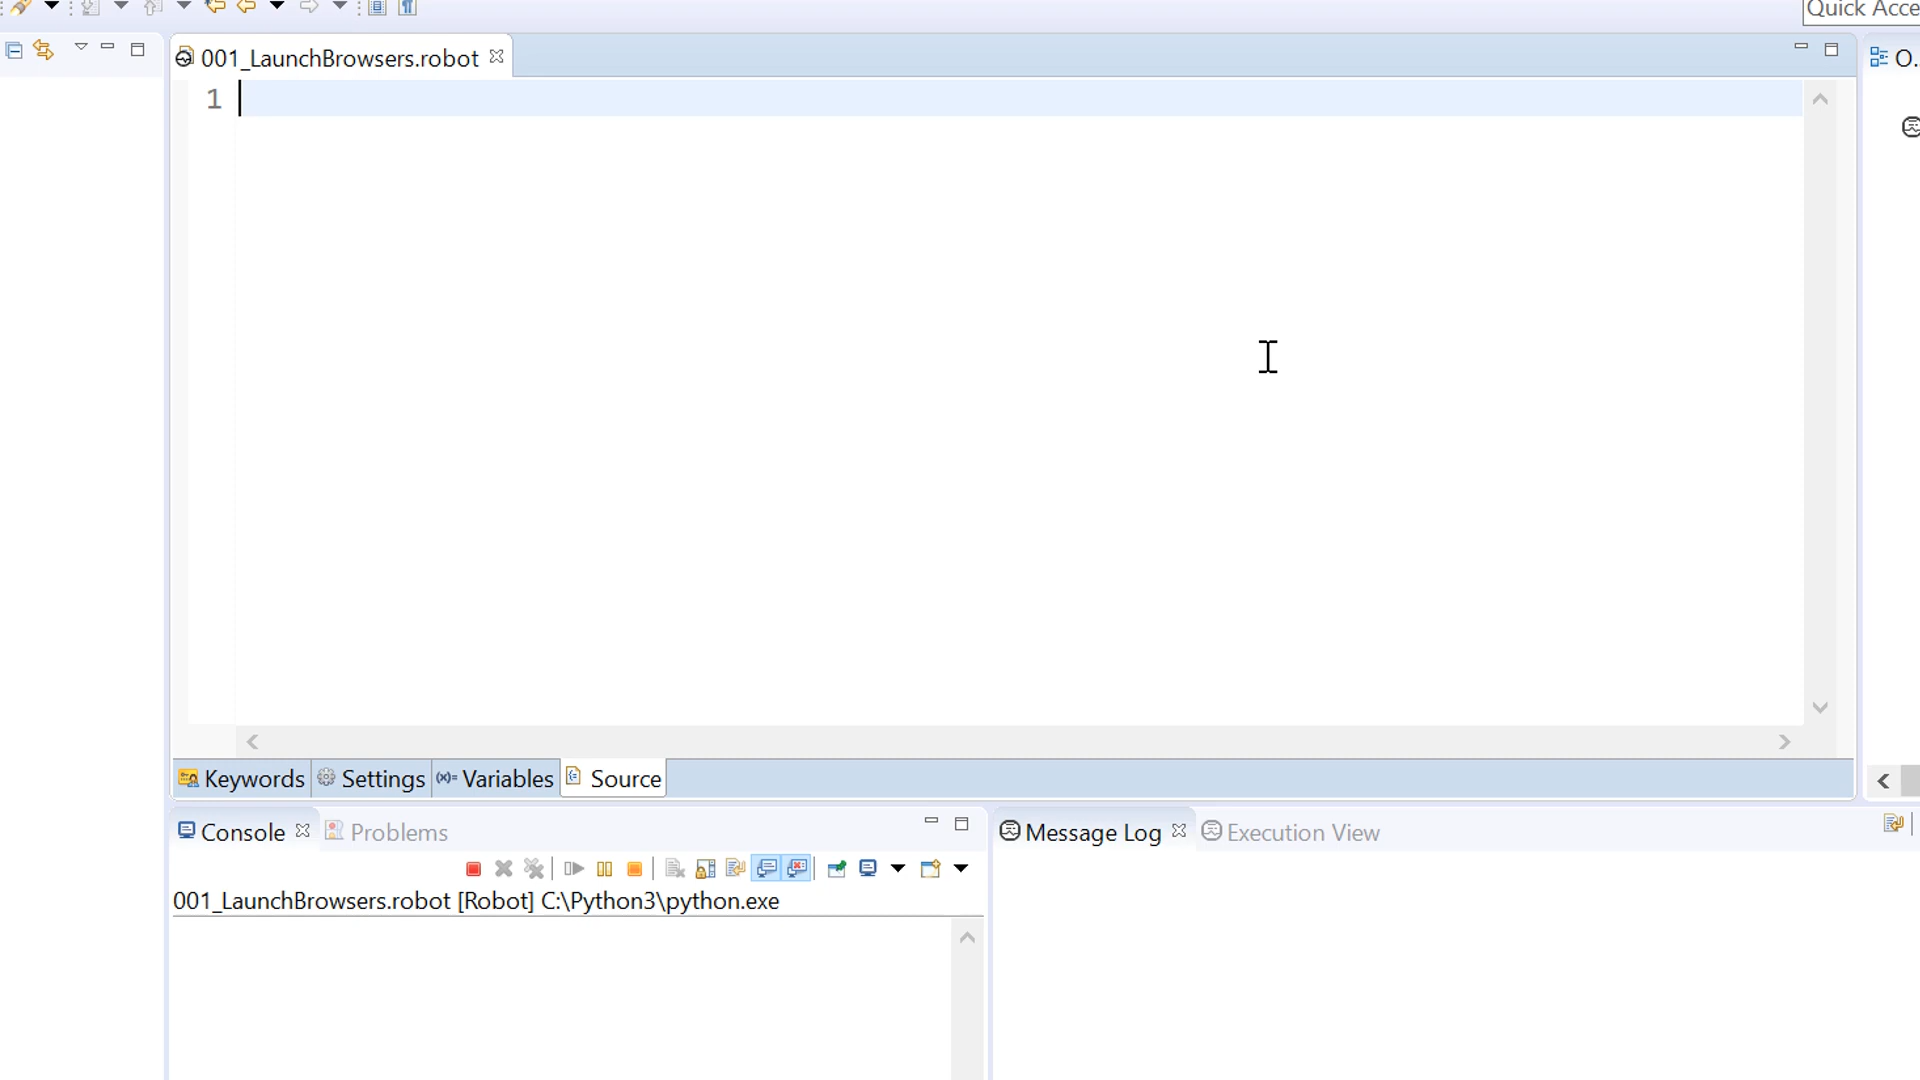 Quick Acce
001_LaunchBrowsers.robot
O..
1
Keywords
Settings
(x)= Variables
Source
Console
Problems
Message Log
Execution View
001_LaunchBrowsers.robot [Robot] C:\Python3\python.exe